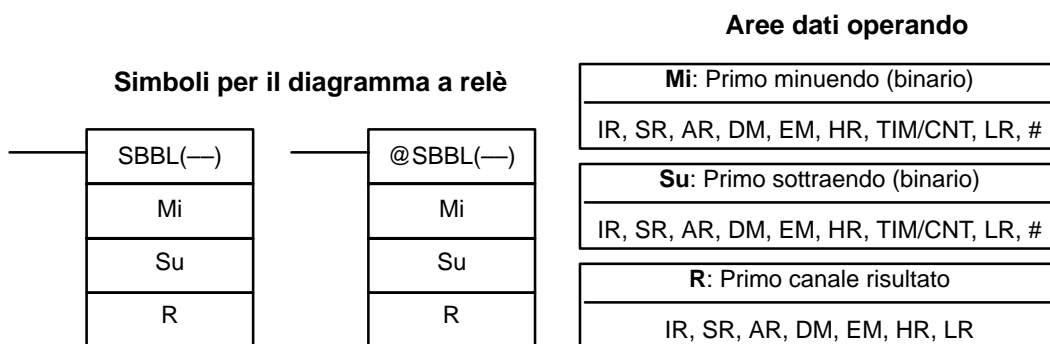 Aree dati operando
Simboli per il diagramma a relè
Mi: Primo minuendo (binario)
IR, SR, AR, DM, EM, HR, TIM/CNT, LR, #
SBBL(––)
@SBBL(––)
Su: Primo sottraendo (binario)
Mi
Mi
IR, SR, AR, DM, EM, HR, TIM/CNT, LR, #
Su
Su
R: Primo canale risultato
R
R
IR, SR, AR, DM, EM, HR, LR